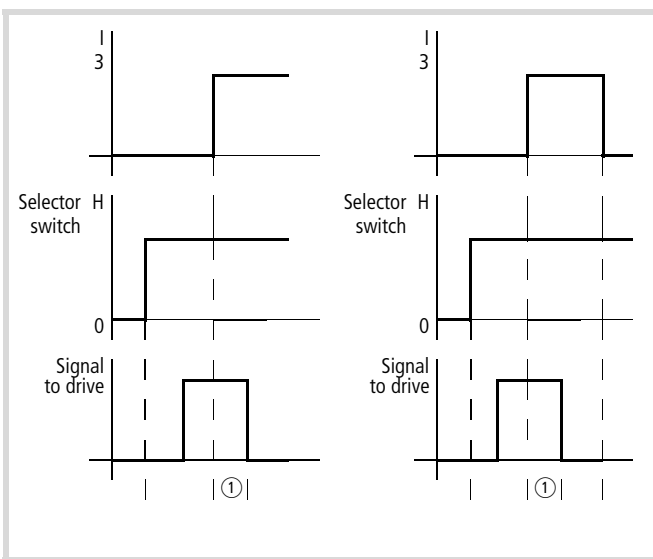 I
3
Selector H
switch
0
Signal
to drive
①
I
3
Selector H
switch
0
Signal
to drive
①